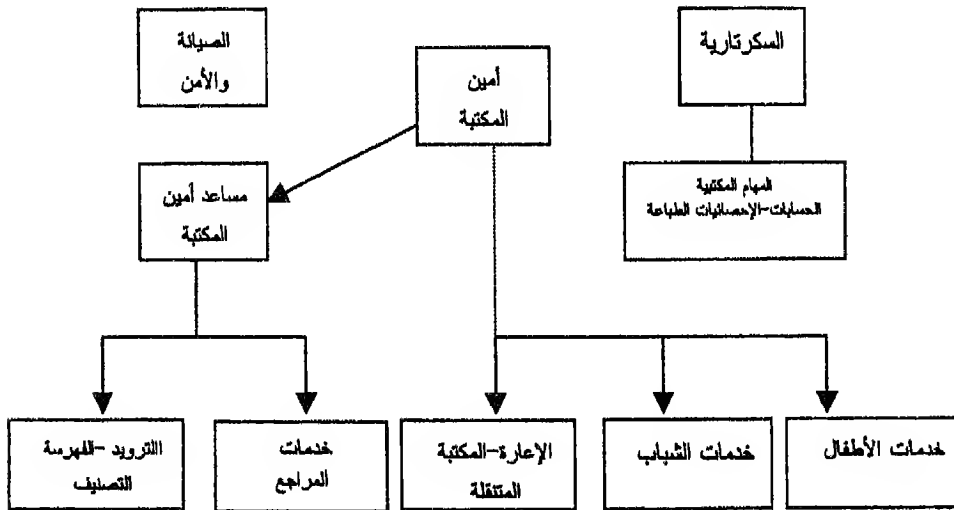 السكرتارية
الصيانة
والأمن
أمين
المكتبة
المهام المكتبية
الحسابات-الإحصائيات الطباعة
مساعد أمين
المكتبة
خدمات الأطفال
خدمات الشباب
الإعارة-المكتبة
المتنقلة
خدمات
المراجع
التزويد -الفهرسة
التصنيف